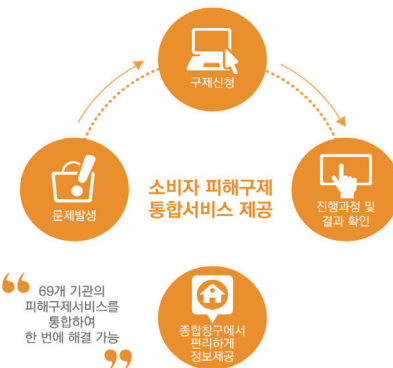 구제신청
문제발생
소비자 피해구제
통합서비스 제공
진행과정 및
결과 확인
“ 69개 기관의
피해구제서비스를
통합하여
한 번에 해결 가능 ”
종합창구에서
편리하게
정보제공